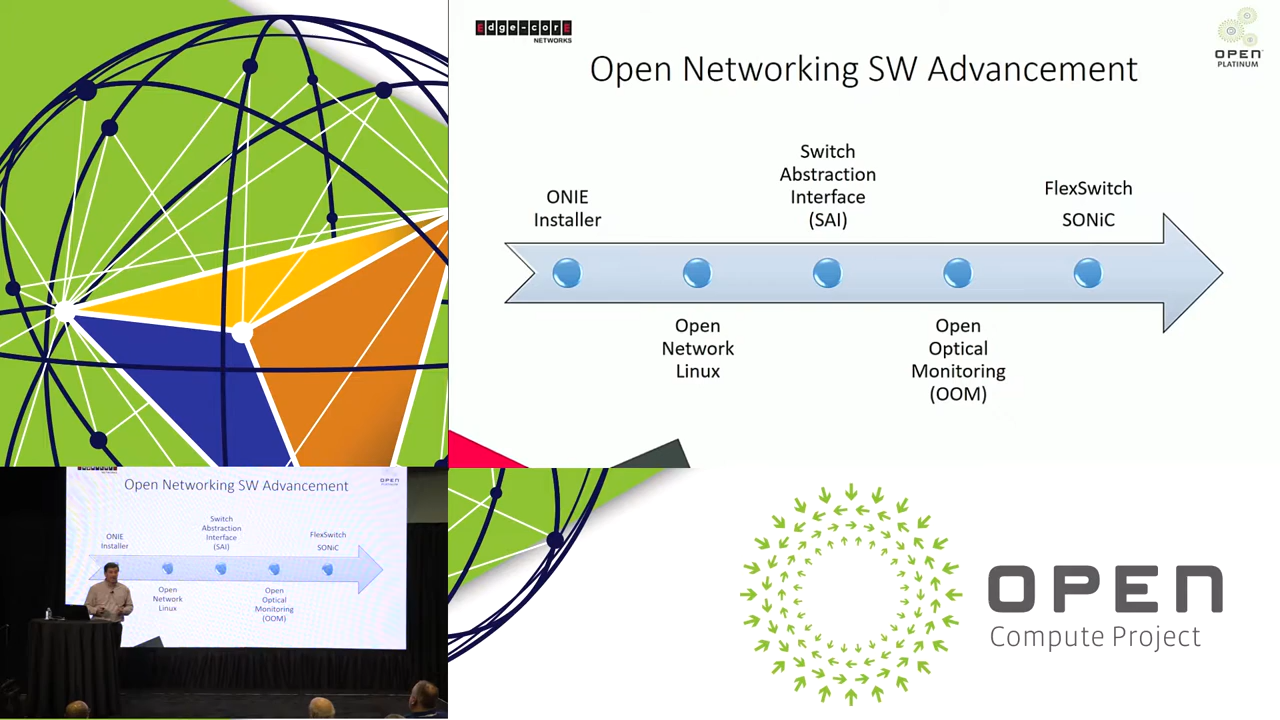 Edge-corE
NETWORKS
OPEN
PLATINUM
Open Networking SW Advancement
ONIE
Installer
Open
Network
Linux
Switch
Abstraction
Interface
(SAI)
Open
Optical
Monitoring
(OOM)
FlexSwitch
SONiC
Open Networking SW Advancement
OPEN
ONIE
Installer
Open
Network
Linux
Switch
Abstraction
Interface
(SAI)
Open
Optical
Monitoring
(OOM)
FlexSwitch
SONiC
OPEN
Compute Project